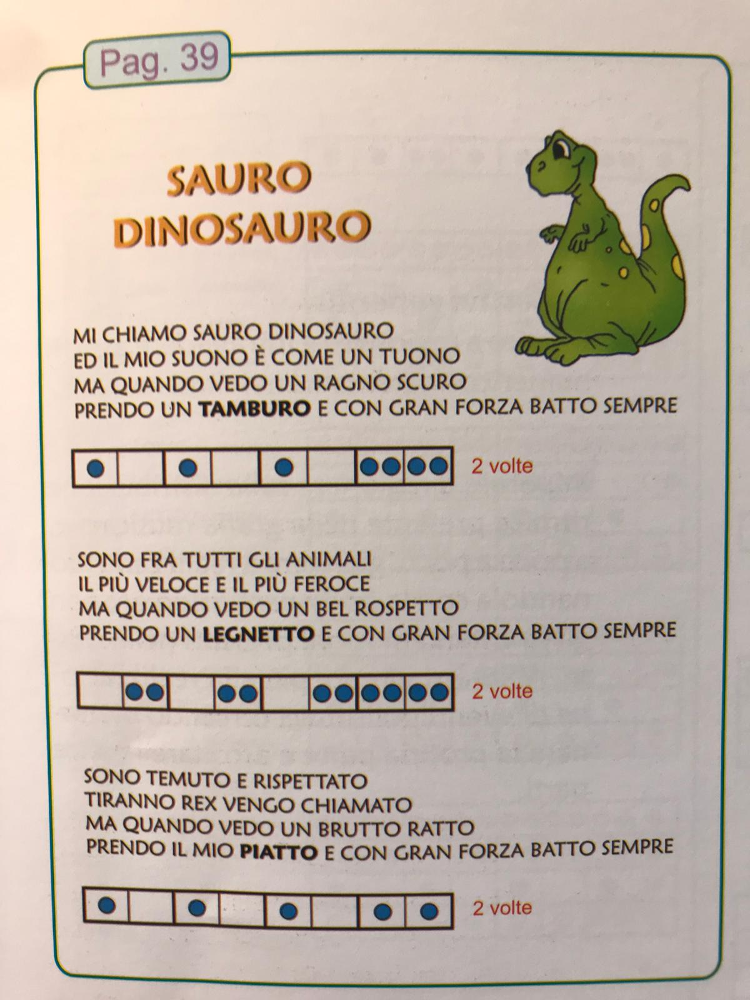 Pag. 39
SAURO
DINOSAURO
MI CHIAMO SAURO DINOSAURO
ED IL MIO SUONO È COME UN TUONO
MA QUANDO VEDO UN RAGNO SCURO
PRENDO UN TAMBURO E CON GRAN FORZA BATTO SEMPRE
2 volte
SONO FRA TUTTI GLI ANIMALI
IL PIÙ VELOCE E IL PIÙ FEROCE
MA QUANDO VEDO UN BEL ROSPETTO
PRENDO UN LEGNETTO E CON GRAN FORZA BATTO SEMPRE
2 volte
SONO TEMUTO E RISPETTATO
TIRANNO REX VENGO CHIAMATO
MA QUANDO VEDO UN BRUTTO RATTO
PRENDO IL MIO PIATTO E CON GRAN FORZA BATTO SEMPRE
2 volte